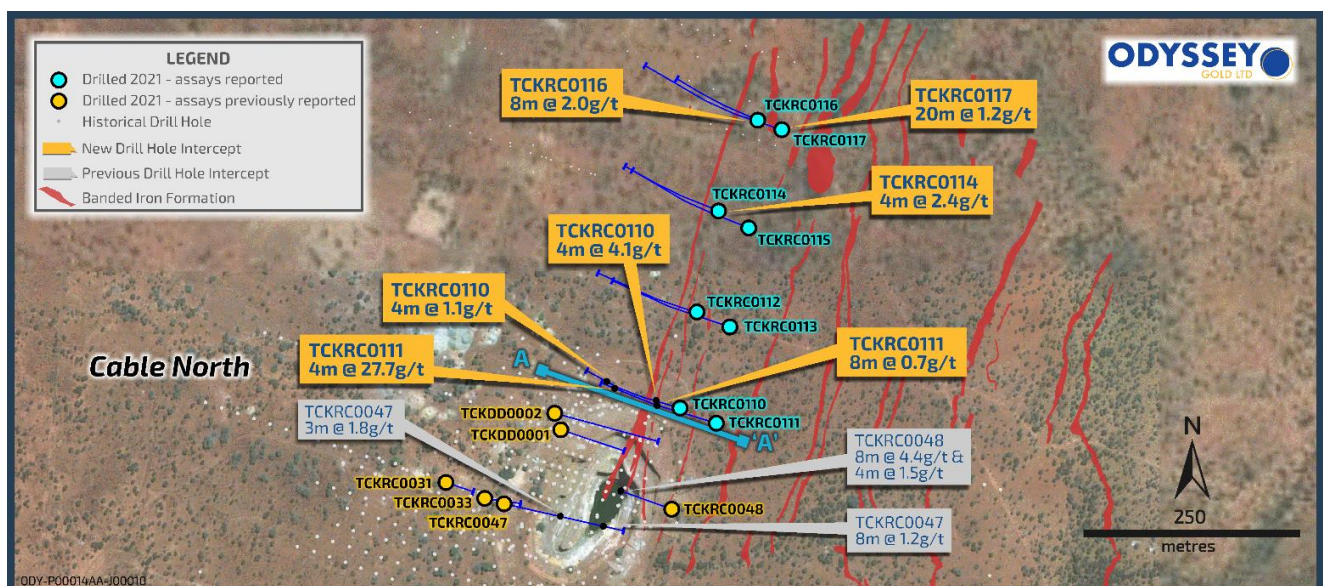 LEGEND
Drilled 2021 - assays reported
Drilled 2021 - assays previously reported
Historical Drill Hole
New Drill Hole Intercept
Previous Drill Hole Intercept
Banded Iron Formation
ODYSSEY
GOLD LTD
TCKRC0116
8m @ 2.0g/t
TCKRC0116
TCKRC0117
TCKRC0117
20m @ 1.2g/t
TCKRC0114
TCKRC0115
TCKRC0114
4m @ 2.4g/t
TCKRC0110
4m @ 4.1g/t
TCKRC0110
4m @ 1.1g/t
TCKRC0112
TCKRC0113
Cable North
TCKRC0111
4m @ 27.7g/t
A
TCKRC0111
8m @ 0.7g/t
TCKRC0110
TCKRC0111
'A'
TCKRC0047
3m @ 1.8g/t
TCKDD0002
TCKDD0001
TCKRC0048
8m @ 4.4g/t &
4m @ 1.5g/t
TCKRC0031
TCKRC0033
TCKRC0047
TCKRC0048
TCKRC0047
8m @ 1.2g/t
N
250
metres
ODY-P00014AA-J00010